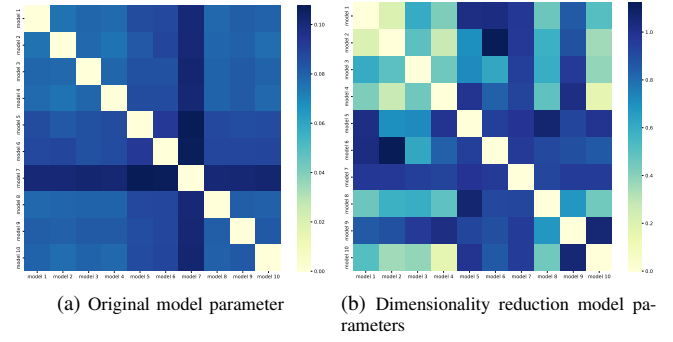 model 1
model 2
model 3
model 4
model 5
model 6
model 7
model 8
model 9
model 10
model 1 model 2 model 3 model 4 model 5 model 6 model 7 model 8 model 9 model 10
0.10
0.08
0.06
0.04
0.02
0.00
(a) Original model parameter
model 1
model 2
model 3
model 4
model 5
model 6
model 7
model 8
model 9
model 10
model 1 model 2 model 3 model 4 model 5 model 6 model 7 model 8 model 9 model 10
1.0
0.8
0.6
0.4
0.2
0.0
(b) Dimensionality reduction model pa-
rameters